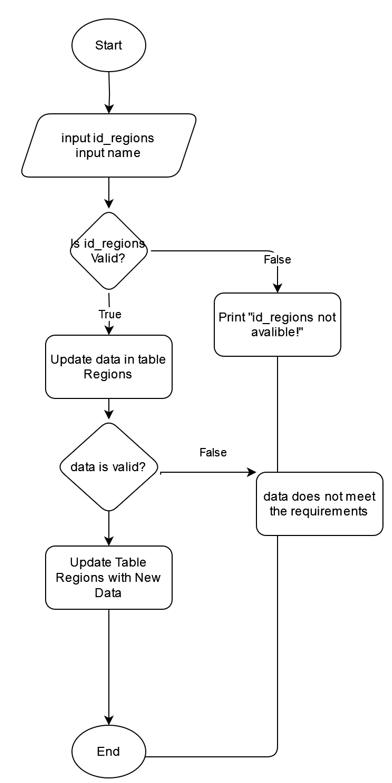 Start
input id_regions
input name
Is id_regions
Valid?
False
True
Print "id_regions not
avalible!"
Update data in table
Regions
data is valid?
False
data does not meet
the requirements
Update Table
Regions with New
Data
End